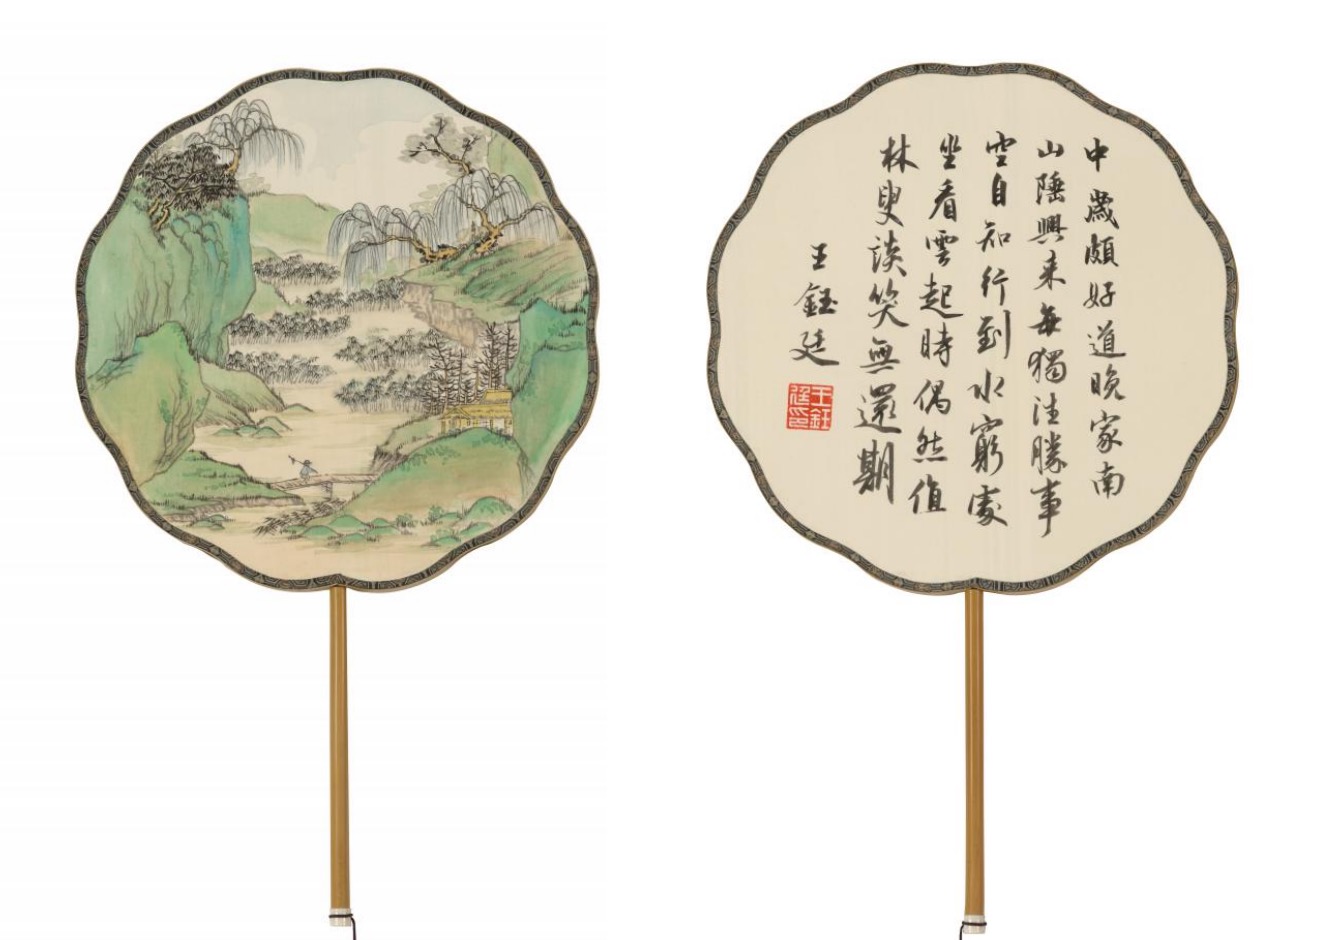 中歲頗好道晚家南
山陲興来每獨往勝事
空自知行到水窮處
坐看雲起時偶然值
林叟談笑無還期
王鈺廷
王鈺
廷印